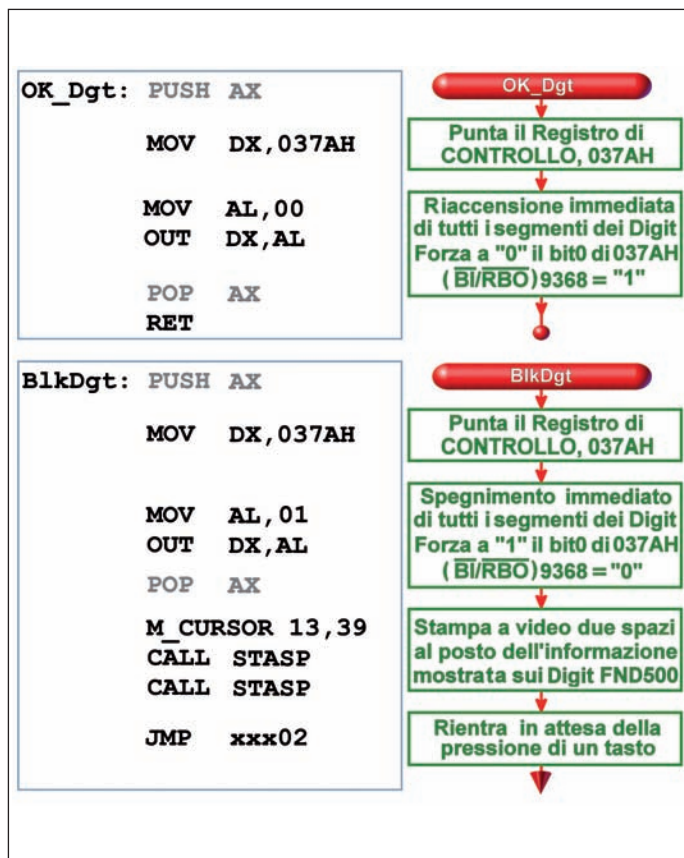 OK_Dgt: PUSH AX
MOV DX,037AH
MOV AL,00
OUT DX,AL
POP AX
RET
OK_Dgt
Punta il Registro di
CONTROLLO, 037AH
Riaccensione immediata
di tutti i segmenti dei Digit
Forza a "0" il bit0 di 037AH
(BI/RBO)9368 = "1"
BlkDgt: PUSH AX
MOV DX,037AH
MOV AL,01
OUT DX,AL
POP AX
M_CURSOR 13,39
CALL STASP
CALL STASP
JMP xxx02
BlkDgt
Punta il Registro di
CONTROLLO, 037AH
Spegnimento immediato
di tutti i segmenti dei Digit
Forza a "1" il bit0 di 037AH
(BI/RBO)9368 = "0"
Stampa a video due spazi
al posto dell'informazione
mostrata sui Digit FND500
Rientra in attesa della
pressione di un tasto